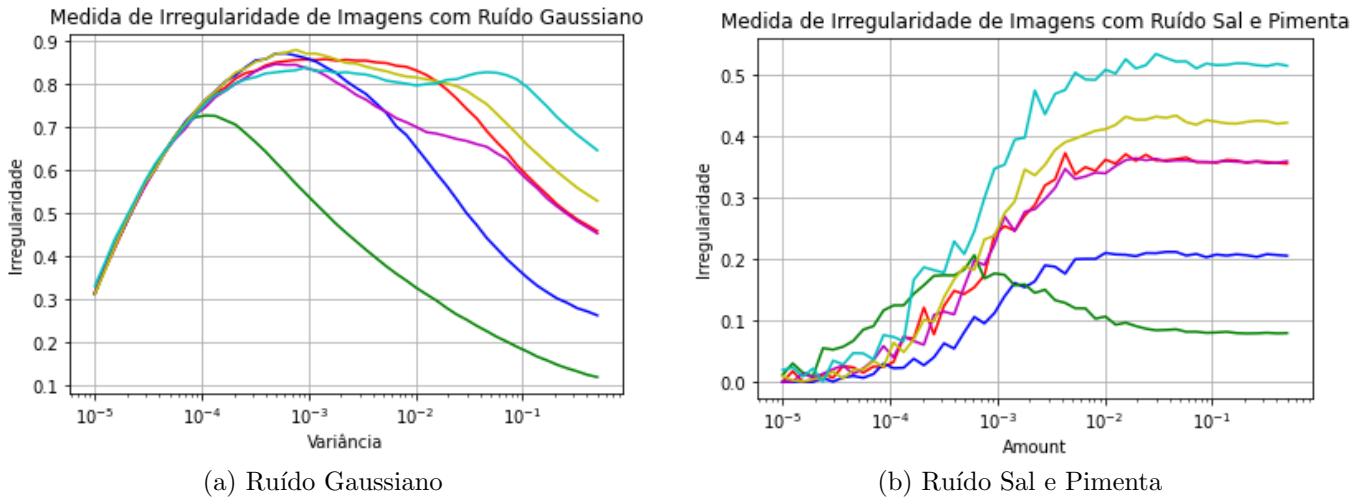 Medida de Irregularidade de Imagens com Ruído Gaussiano
0.9
0.8
0.7
0.6
0.5
0.4
0.3
0.2
0.1
Irregularidade
10⁻⁵ 10⁻⁴ 10⁻³ 10⁻² 10⁻¹
Variância
(a) Ruído Gaussiano
Medida de Irregularidade de Imagens com Ruído Sal e Pimenta
0.5
0.4
0.3
0.2
0.1
0.0
Irregularidade
10⁻⁵ 10⁻⁴ 10⁻³ 10⁻² 10⁻¹
Amount
(b) Ruído Sal e Pimenta